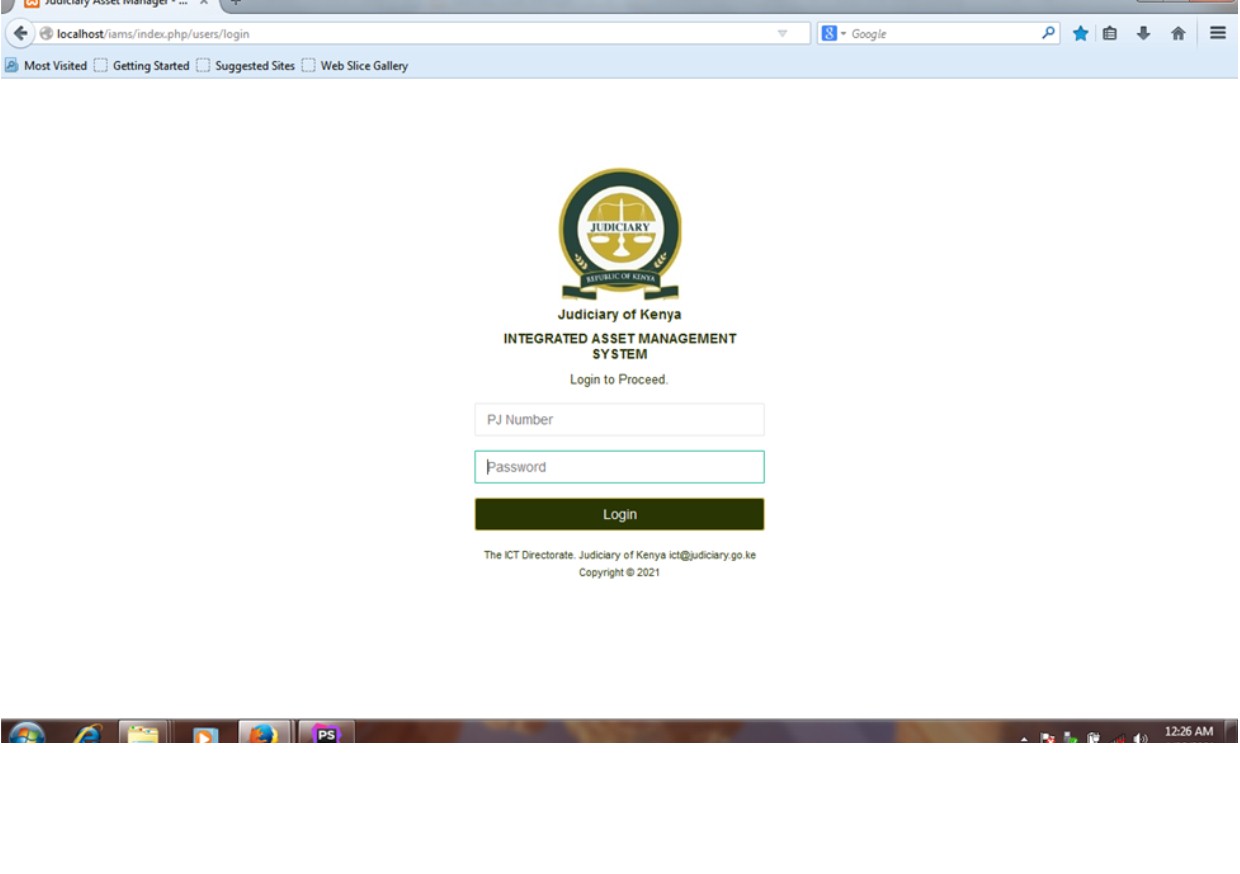 Judiciary Asset Manager - ...
localhost/iams/index.php/users/login
Google
Most Visited
Getting Started
Suggested Sites
Web Slice Gallery
JUDICIARY
REPUBLIC OF KENYA
Judiciary of Kenya
INTEGRATED ASSET MANAGEMENT
SYSTEM
Login to Proceed.
PJ Number
Password
Login
The ICT Directorate. Judiciary of Kenya ict@judiciary.go.ke
Copyright © 2021
PS
12:26 AM